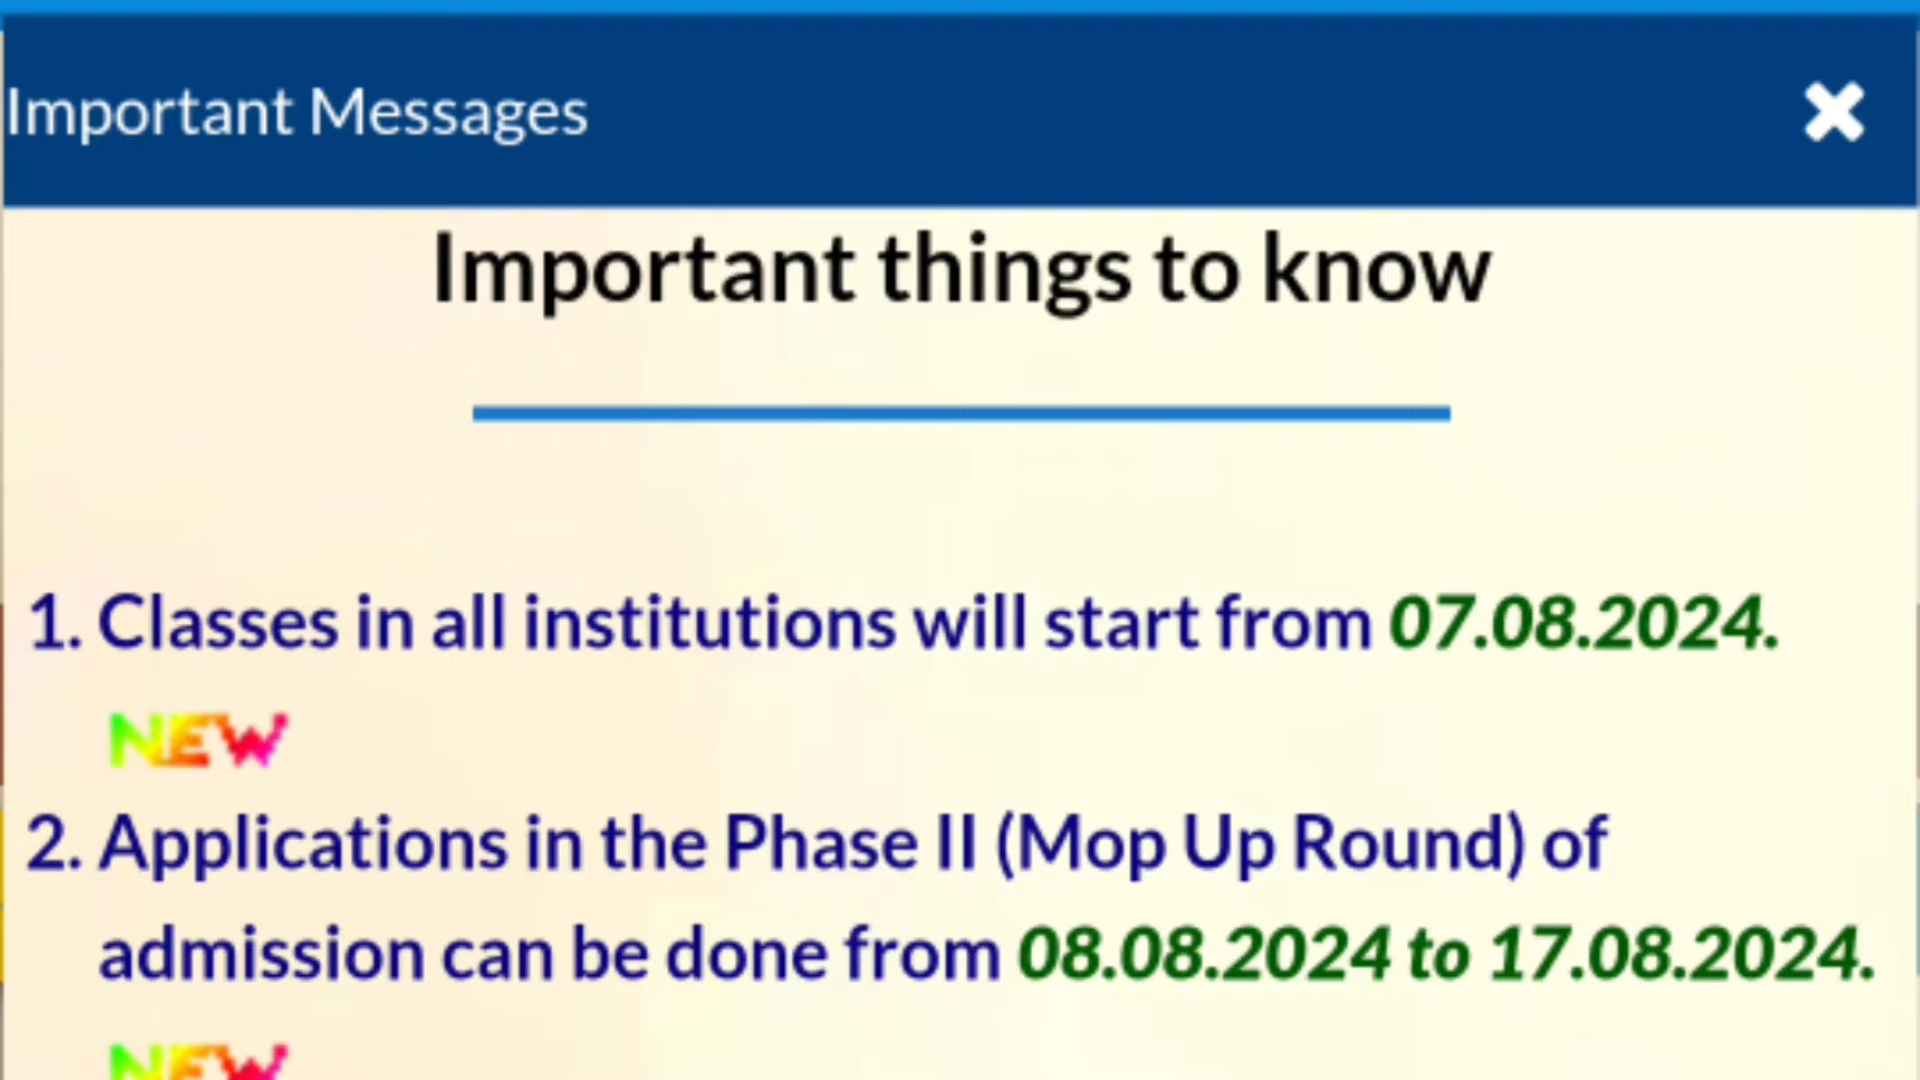 Important Messages
Important things to know
1. Classes in all institutions will start from 07.08.2024.
NEW
2. Applications in the Phase II (Mop Up Round) of
admission can be done from 08.08.2024 to 17.08.2024.
NEW